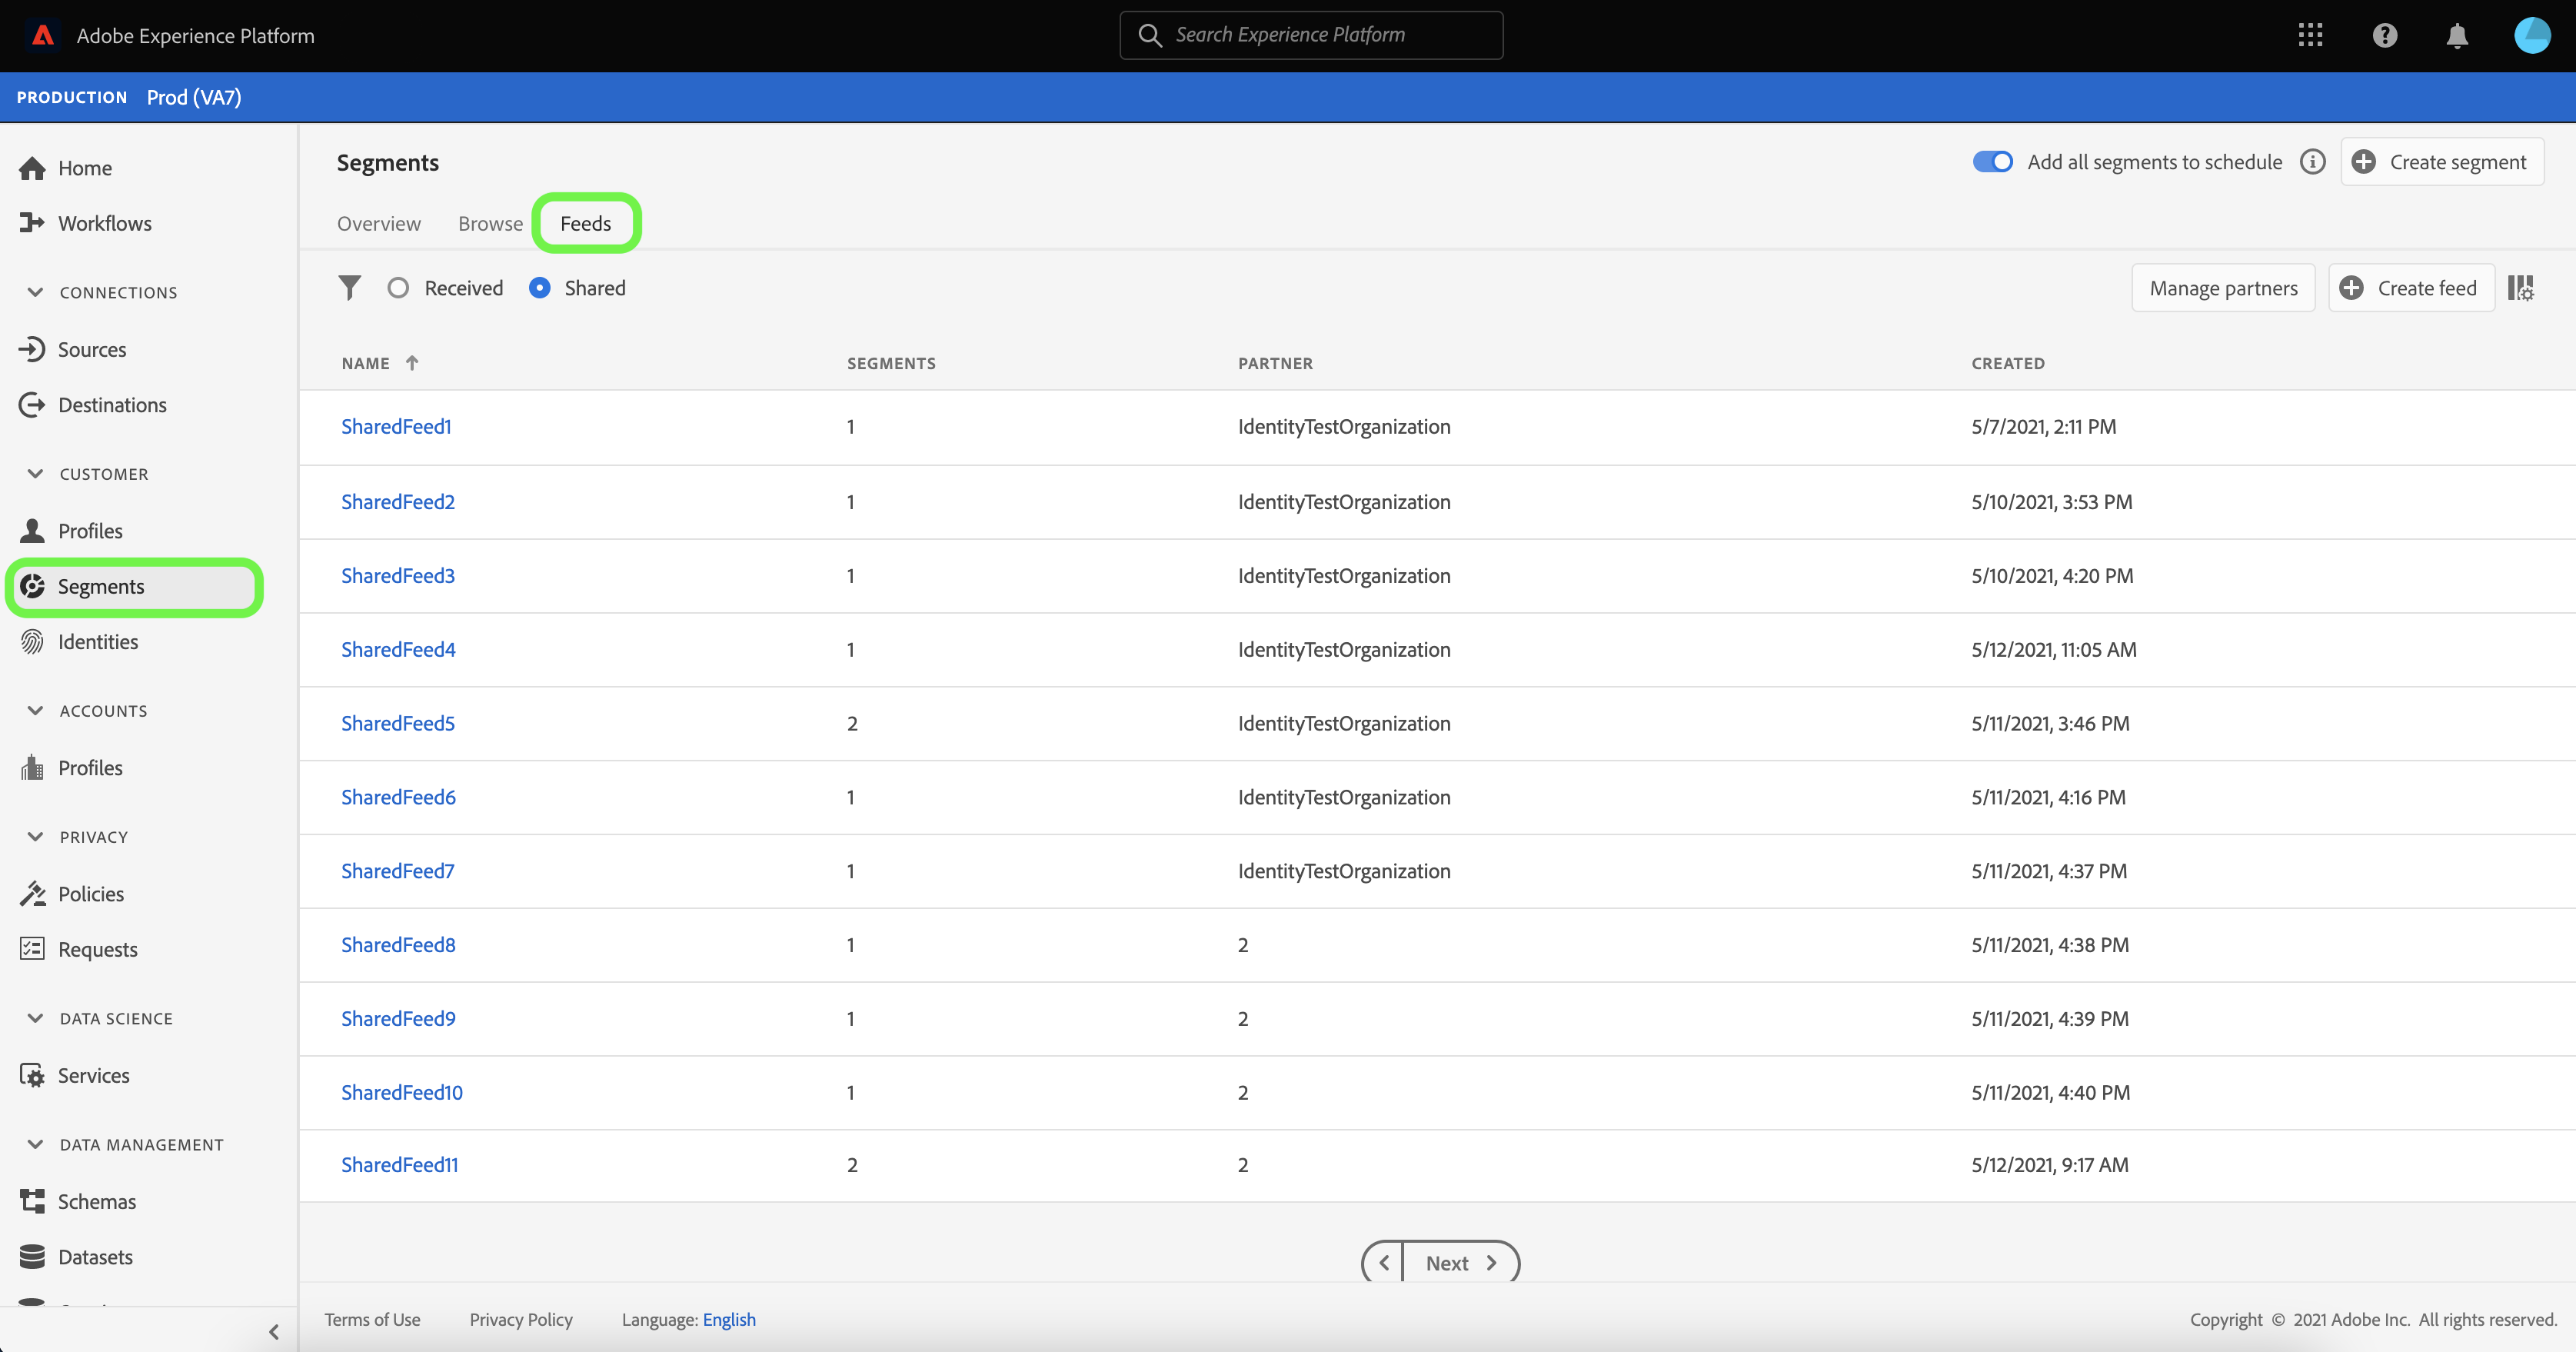 Adobe Experience Platform
Search Experience Platform
PRODUCTION Prod (VA7)
Home
Workflows
CONNECTIONS
Sources
Destinations
CUSTOMER
Profiles
Segments
Identities
ACCOUNTS
Profiles
PRIVACY
Policies
Requests
DATA SCIENCE
Services
DATA MANAGEMENT
Schemas
Datasets
Segments
Add all segments to schedule
Create segment
Overview Browse Feeds
Received Shared
Manage partners
Create feed
NAME SEGMENTS PARTNER CREATED
SharedFeed1 1 IdentityTestOrganization 5/7/2021, 2:11 PM
SharedFeed2 1 IdentityTestOrganization 5/10/2021, 3:53 PM
SharedFeed3 1 IdentityTestOrganization 5/10/2021, 4:20 PM
SharedFeed4 1 IdentityTestOrganization 5/12/2021, 11:05 AM
SharedFeed5 2 IdentityTestOrganization 5/11/2021, 3:46 PM
SharedFeed6 1 IdentityTestOrganization 5/11/2021, 4:16 PM
SharedFeed7 1 IdentityTestOrganization 5/11/2021, 4:37 PM
SharedFeed8 1 2 5/11/2021, 4:38 PM
SharedFeed9 1 2 5/11/2021, 4:39 PM
SharedFeed10 1 2 5/11/2021, 4:40 PM
SharedFeed11 2 2 5/12/2021, 9:17 AM
Next
Terms of Use Privacy Policy Language: English
Copyright © 2021 Adobe Inc. All rights reserved.